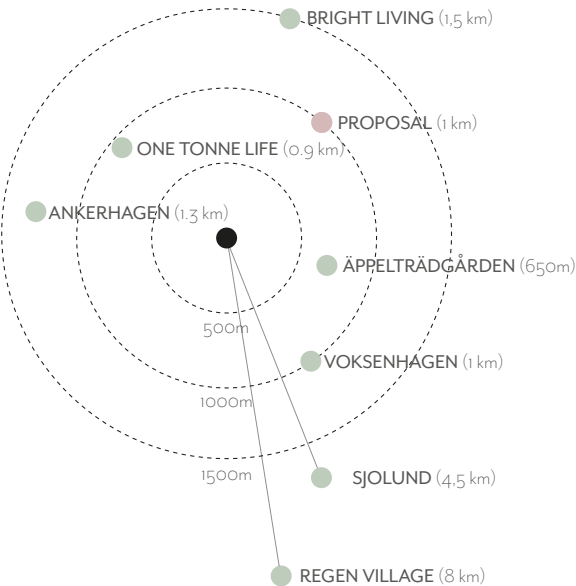 BRIGHT LIVING (1,5 km)
PROPOSAL (1 km)
ONE TONNE LIFE (0.9 km)
ANKERHAGEN (1.3 km)
ÄPPELTRÄDGÅRDEN (650m)
500m
VOKSENHAGEN (1 km)
1000m
1500m
SJOLUND (4,5 km)
REGEN VILLAGE (8 km)